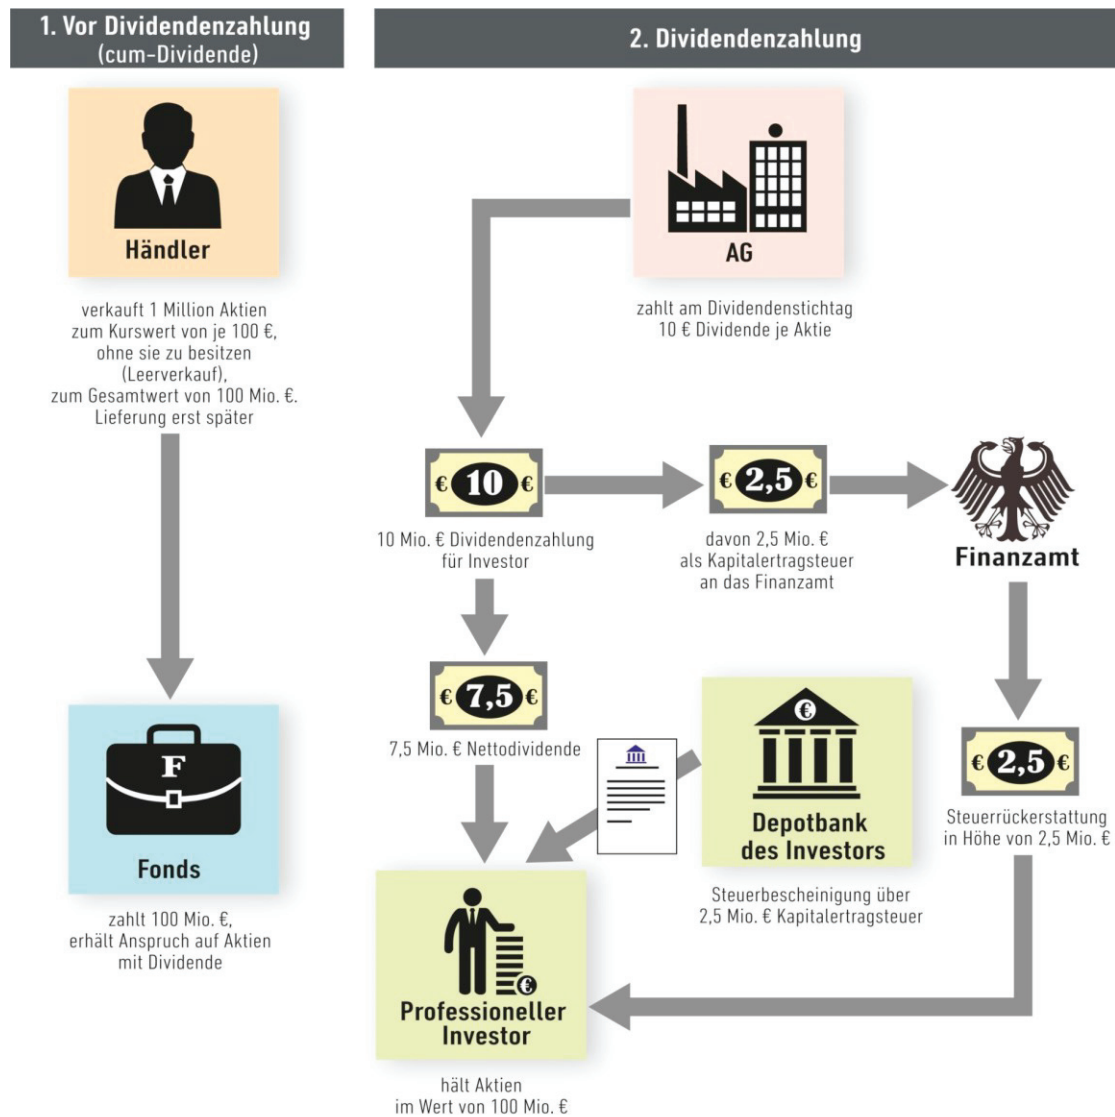 1. Vor Dividendenzahlung
(cum-Dividende)
Händler
verkauft 1 Million Aktien
zum Kurswert von je 100 €,
ohne sie zu besitzen
(Leerverkauf),
zum Gesamtwert von 100 Mio. €.
Lieferung erst später
F
Fonds
zahlt 100 Mio. €,
erhält Anspruch auf Aktien
mit Dividende
2. Dividendenzahlung
AG
zahlt am Dividendenstichtag
10 € Dividende je Aktie
€ 10 €
10 Mio. € Dividendenzahlung
für Investor
€ 2,5 €
davon 2,5 Mio. €
als Kapitalertragsteuer
an das Finanzamt
Finanzamt
€ 7,5 €
7,5 Mio. € Nettodividende
€
Depotbank
des Investors
Steuerbescheinigung über
2,5 Mio. € Kapitalertragsteuer
€ 2,5 €
Steuerrückerstattung
in Höhe von 2,5 Mio. €
€
Professioneller
Investor
hält Aktien
im Wert von 100 Mio. €